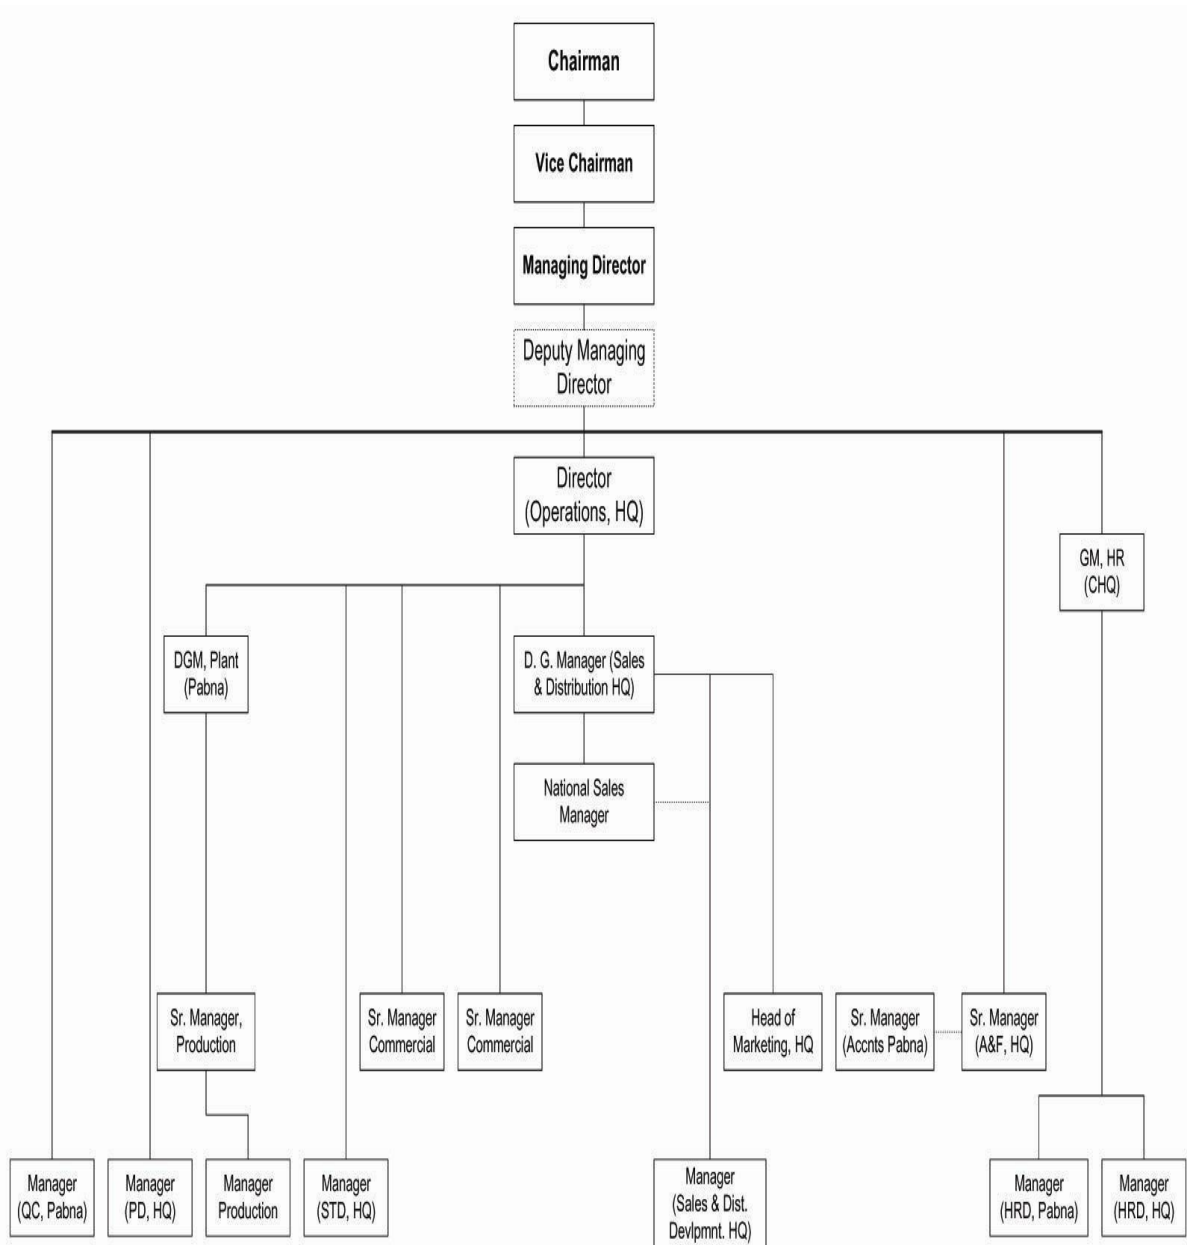 Chairman
Vice Chairman
Managing Director
Deputy Managing
Director
Director
(Operations, HQ)
GM, HR
(CHQ)
DGM, Plant
(Pabna)
D. G. Manager (Sales
& Distribution HQ)
National Sales
Manager
Sr. Manager,
Production
Sr. Manager
Commercial
Sr. Manager
Commercial
Head of
Marketing, HQ
Sr. Manager
(Accnts Pabna)
Sr. Manager
(A&F, HQ)
Manager
(QC, Pabna)
Manager
(PD, HQ)
Manager
Production
Manager
(STD, HQ)
Manager
(Sales & Dist.
Devlpmnt. HQ)
Manager
(HRD, Pabna)
Manager
(HRD, HQ)